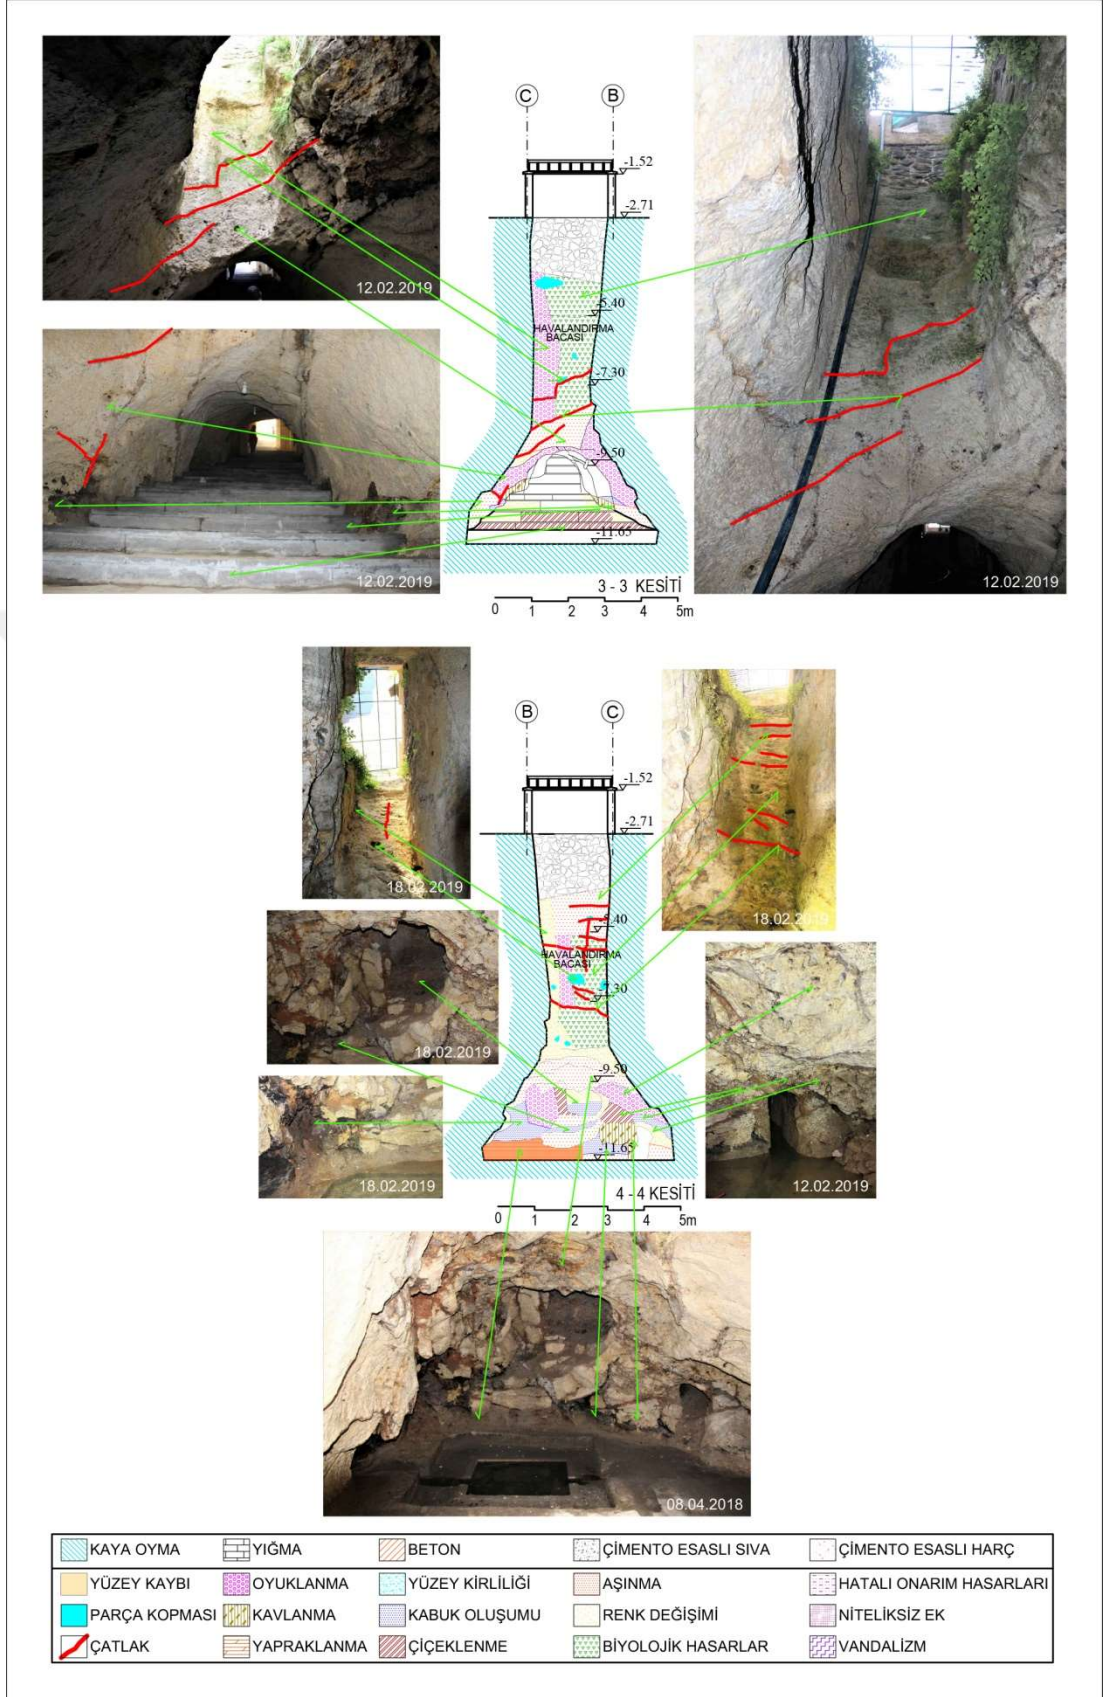 12.02.2019
12.02.2019
C B
-1.52
-2.71
-5.40
HAVALANDIRMA
BACASI
-7.30
-9.50
-11.65
3 - 3 KESİTİ
0 1 2 3 4 5m
12.02.2019
18.02.2019
18.02.2019
18.02.2019
B C
-1.52
-2.71
-5.40
HAVALANDIRMA
BACASI
-7.30
-9.50
-11.65
4 - 4 KESİTİ
0 1 2 3 4 5m
18.02.2019
12.02.2019
08.04.2018
KAYA OYMA YIĞMA BETON ÇİMENTO ESASLI SIVA ÇİMENTO ESASLI HARÇ
YÜZEY KAYBI OYUKLANMA YÜZEY KİRLİLİĞİ AŞINMA HATALI ONARIM HASARLARI
PARÇA KOPMASI KAVLANMA KABUK OLUŞUMU RENK DEĞİŞİMİ NİTELİKSİZ EK
ÇATLAK YAPRAKLANMA ÇİÇEKLENME BİYOLOJİK HASARLAR VANDALİZM